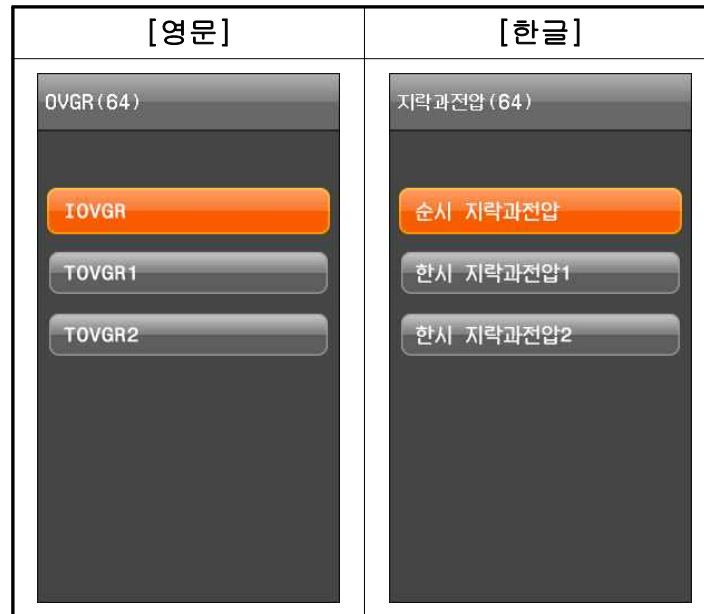 [영문]
[한글]
OVGR(64)
지락과전압(64)
IOVGR
순시 지락과전압
TOVGR1
한시 지락과전압1
TOVGR2
한시 지락과전압2